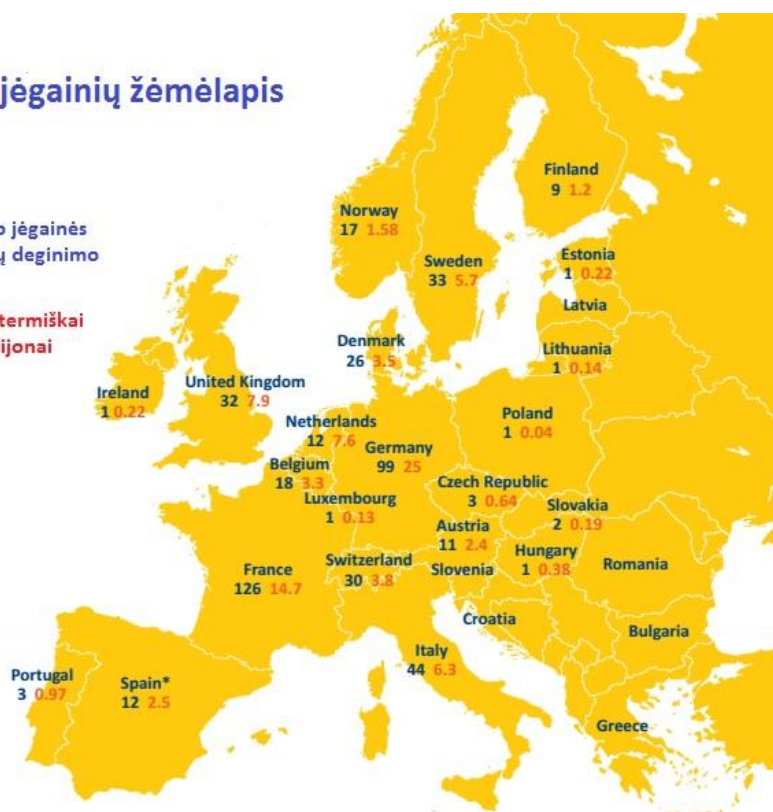 jėgainių žėmėlapis
jėgainės
ų deginimo
termiškai
ijonai
Finland
9 1.2
Norway
17 1.58
Sweden
33 5.7
Estonia
1 0.22
Latvia
Denmark
26 3.5
Lithuania
1 0.14
Ireland
1 0.22
United Kingdom
32 7.9
Poland
1 0.04
Netherlands
12 7.6
Germany
99 25
Belgium
18 3.3
Czech Republic
3 0.64
Luxembourg
1 0.13
Slovakia
2 0.19
Austria
11 2.4
Hungary
1 0.38
France
126 14.7
Switzerland
30 3.8
Slovenia
Romania
Croatia
Bulgaria
Italy
44 6.3
Portugal
3 0.97
Spain*
12 2.5
Greece